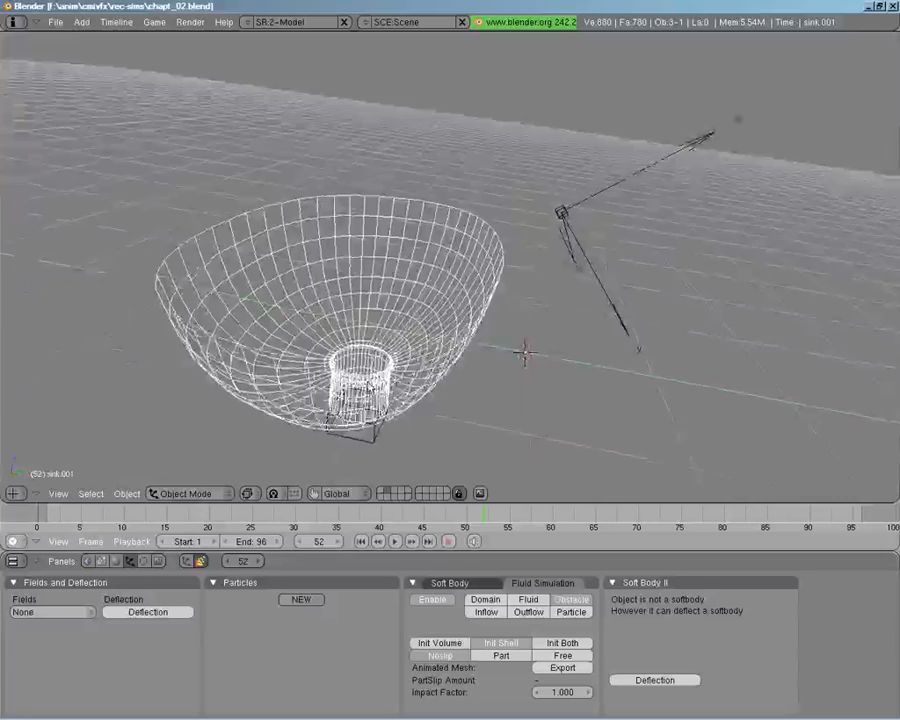 Blender [f:\anim\cmivfx\rec-sims\chapt_02.blend]
Add Timeline Game Render Help SR:2-Model SCE:Scene www.blender.org 242.2 Ve:880 | Fa:780 | Ob:3-1 | La:0 | Mem:5.54M | Time: | sink.001
(52) sink.001
View Select Object Object Mode Global
0 5 10 15 20 25 30 35 40 45 50 55 60 65 70 75 80 85 90 95 100
View Frame Playback Start: 1 End: 96 52
Panels 52
Fields and Deflection Particles Soft Body Fluid Simulation Soft Body II
Fields Deflection NEW Enable Domain Fluid Obstacle Object is not a softbody
None Deflection Inflow Outflow Particle However it can deflect a softbody
Init Volume Init Shell Init Both
Noslip Part Free
Animated Mesh: Export
PartSlip Amount - Deflection
Impact Factor: 1.000